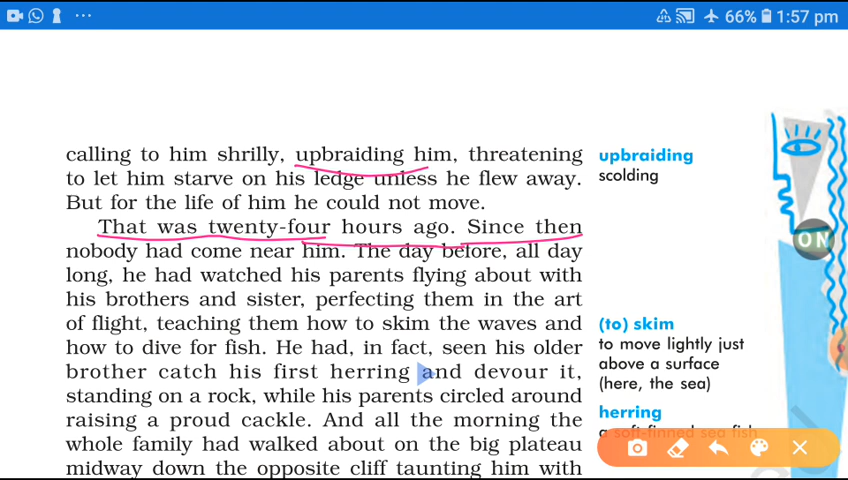 66% 1:57 pm
calling to him shrilly, upbraiding him, threatening
to let him starve on his ledge unless he flew away.
But for the life of him he could not move.
That was twenty-four hours ago. Since then
nobody had come near him. The day before, all day
long, he had watched his parents flying about with
his brothers and sister, perfecting them in the art
of flight, teaching them how to skim the waves and
how to dive for fish. He had, in fact, seen his older
brother catch his first herring and devour it,
standing on a rock, while his parents circled around
raising a proud cackle. And all the morning the
whole family had walked about on the big plateau
midway down the opposite cliff taunting him with
upbraiding
scolding
ON
(to) skim
to move lightly just
above a surface
(here, the sea)
herring
a soft-finned sea fish